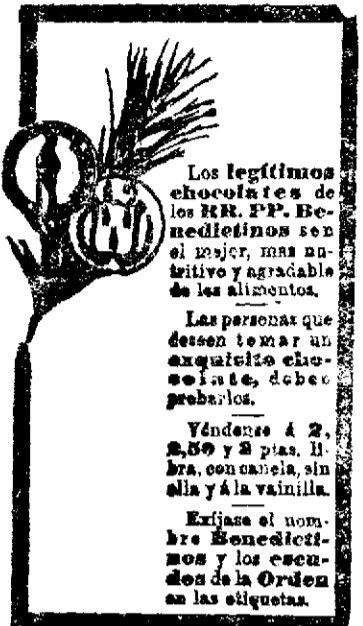 Los legítimos
chocolates de
los RR. PP. Be-
nedictinos son
el mejor, mas nu-
tritivo y agradable
de los alimentos.
Las personas que
deseen tomar un
exquisito cho-
colate, deben
probarlos.
Véndense á 2,
2,50 y 3 ptas. li-
bra, con canela, sin
ella y á la vainilla.
Exíjase el nom-
bre Benedicti-
nos y los escu-
dos de la Orden
en las etiquetas.